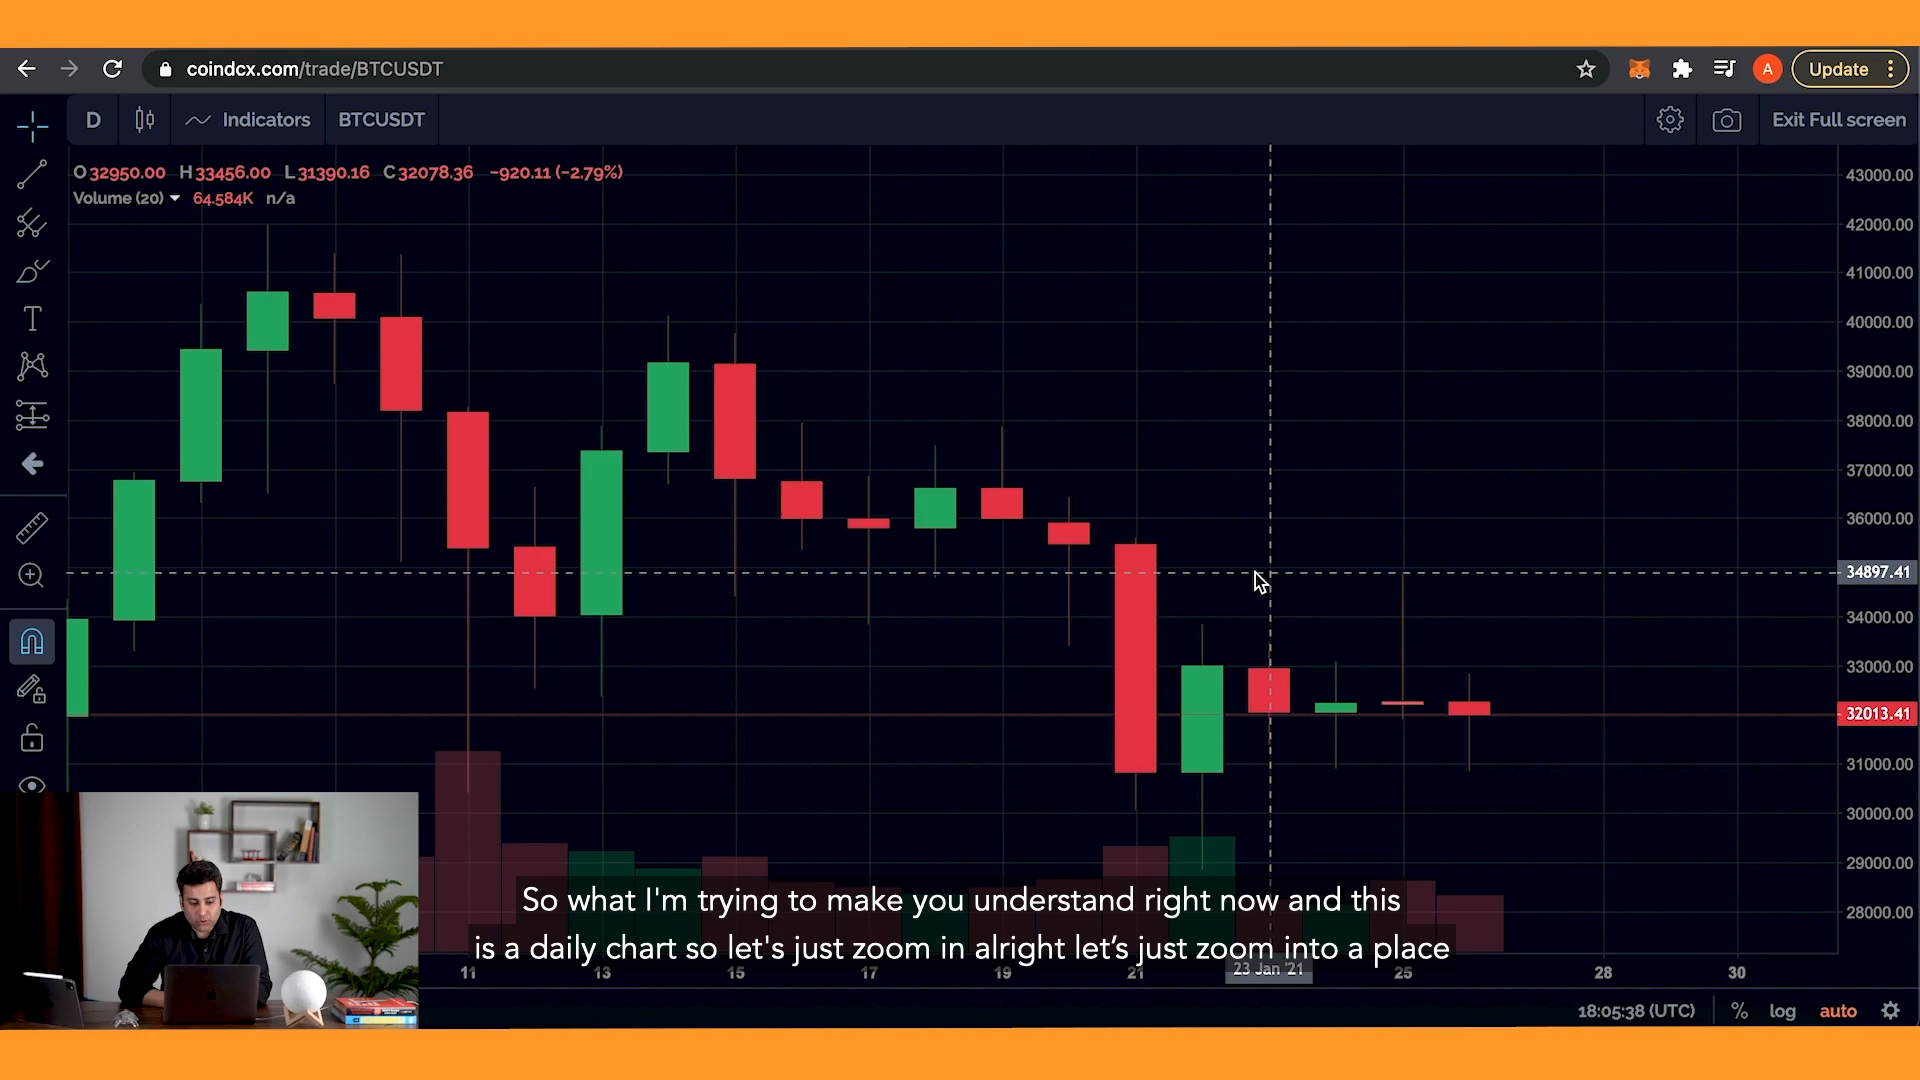 coindcx.com/trade/BTCUSDT
A
Update
D
Indicators
BTCUSDT
Exit Full screen
O32950.00 H33456.00 L31390.16 C32078.36 −920.11 (−2.79%)
Volume (20) 64.584K n/a
43000.00
42000.00
41000.00
40000.00
39000.00
38000.00
37000.00
36000.00
34897.41
34000.00
33000.00
32013.41
31000.00
30000.00
29000.00
28000.00
So what I'm trying to make you understand right now and this
is a daily chart so let's just zoom in alright let's just zoom into a place
11 13 15 17 19 21 23 Jan '21 25 28 30
18:05:38 (UTC) % log auto